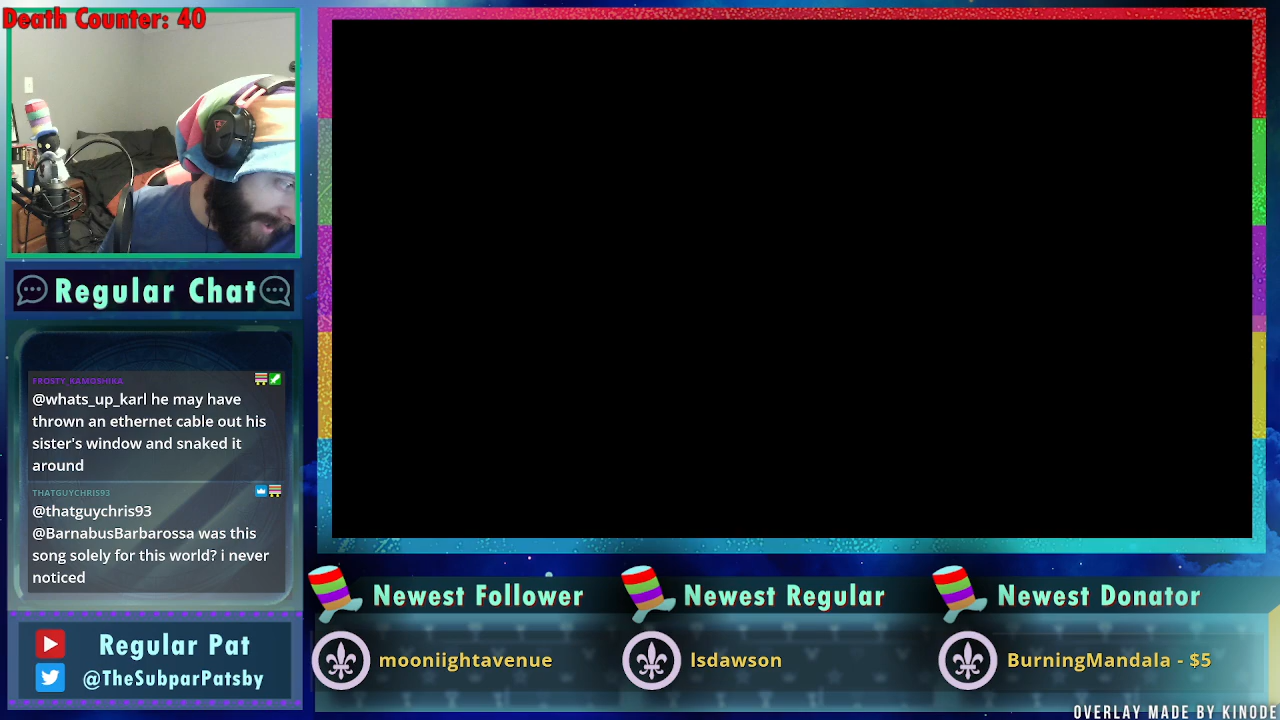 Death Counter: 40
Regular Chat
FROSTY_KAMOSHIKA
@whats_up_karl he may have
thrown an ethernet cable out his
sister's window and snaked it
around
THATGUYCHRIS93
@thatguychris93
@BarnabusBarbarossa was this
song solely for this world? i never
noticed
Regular Pat
@TheSubparPatsby
Newest Follower
mooniightavenue
Newest Regular
lsdawson
Newest Donator
BurningMandala - $5
OVERLAY MADE BY KINODE